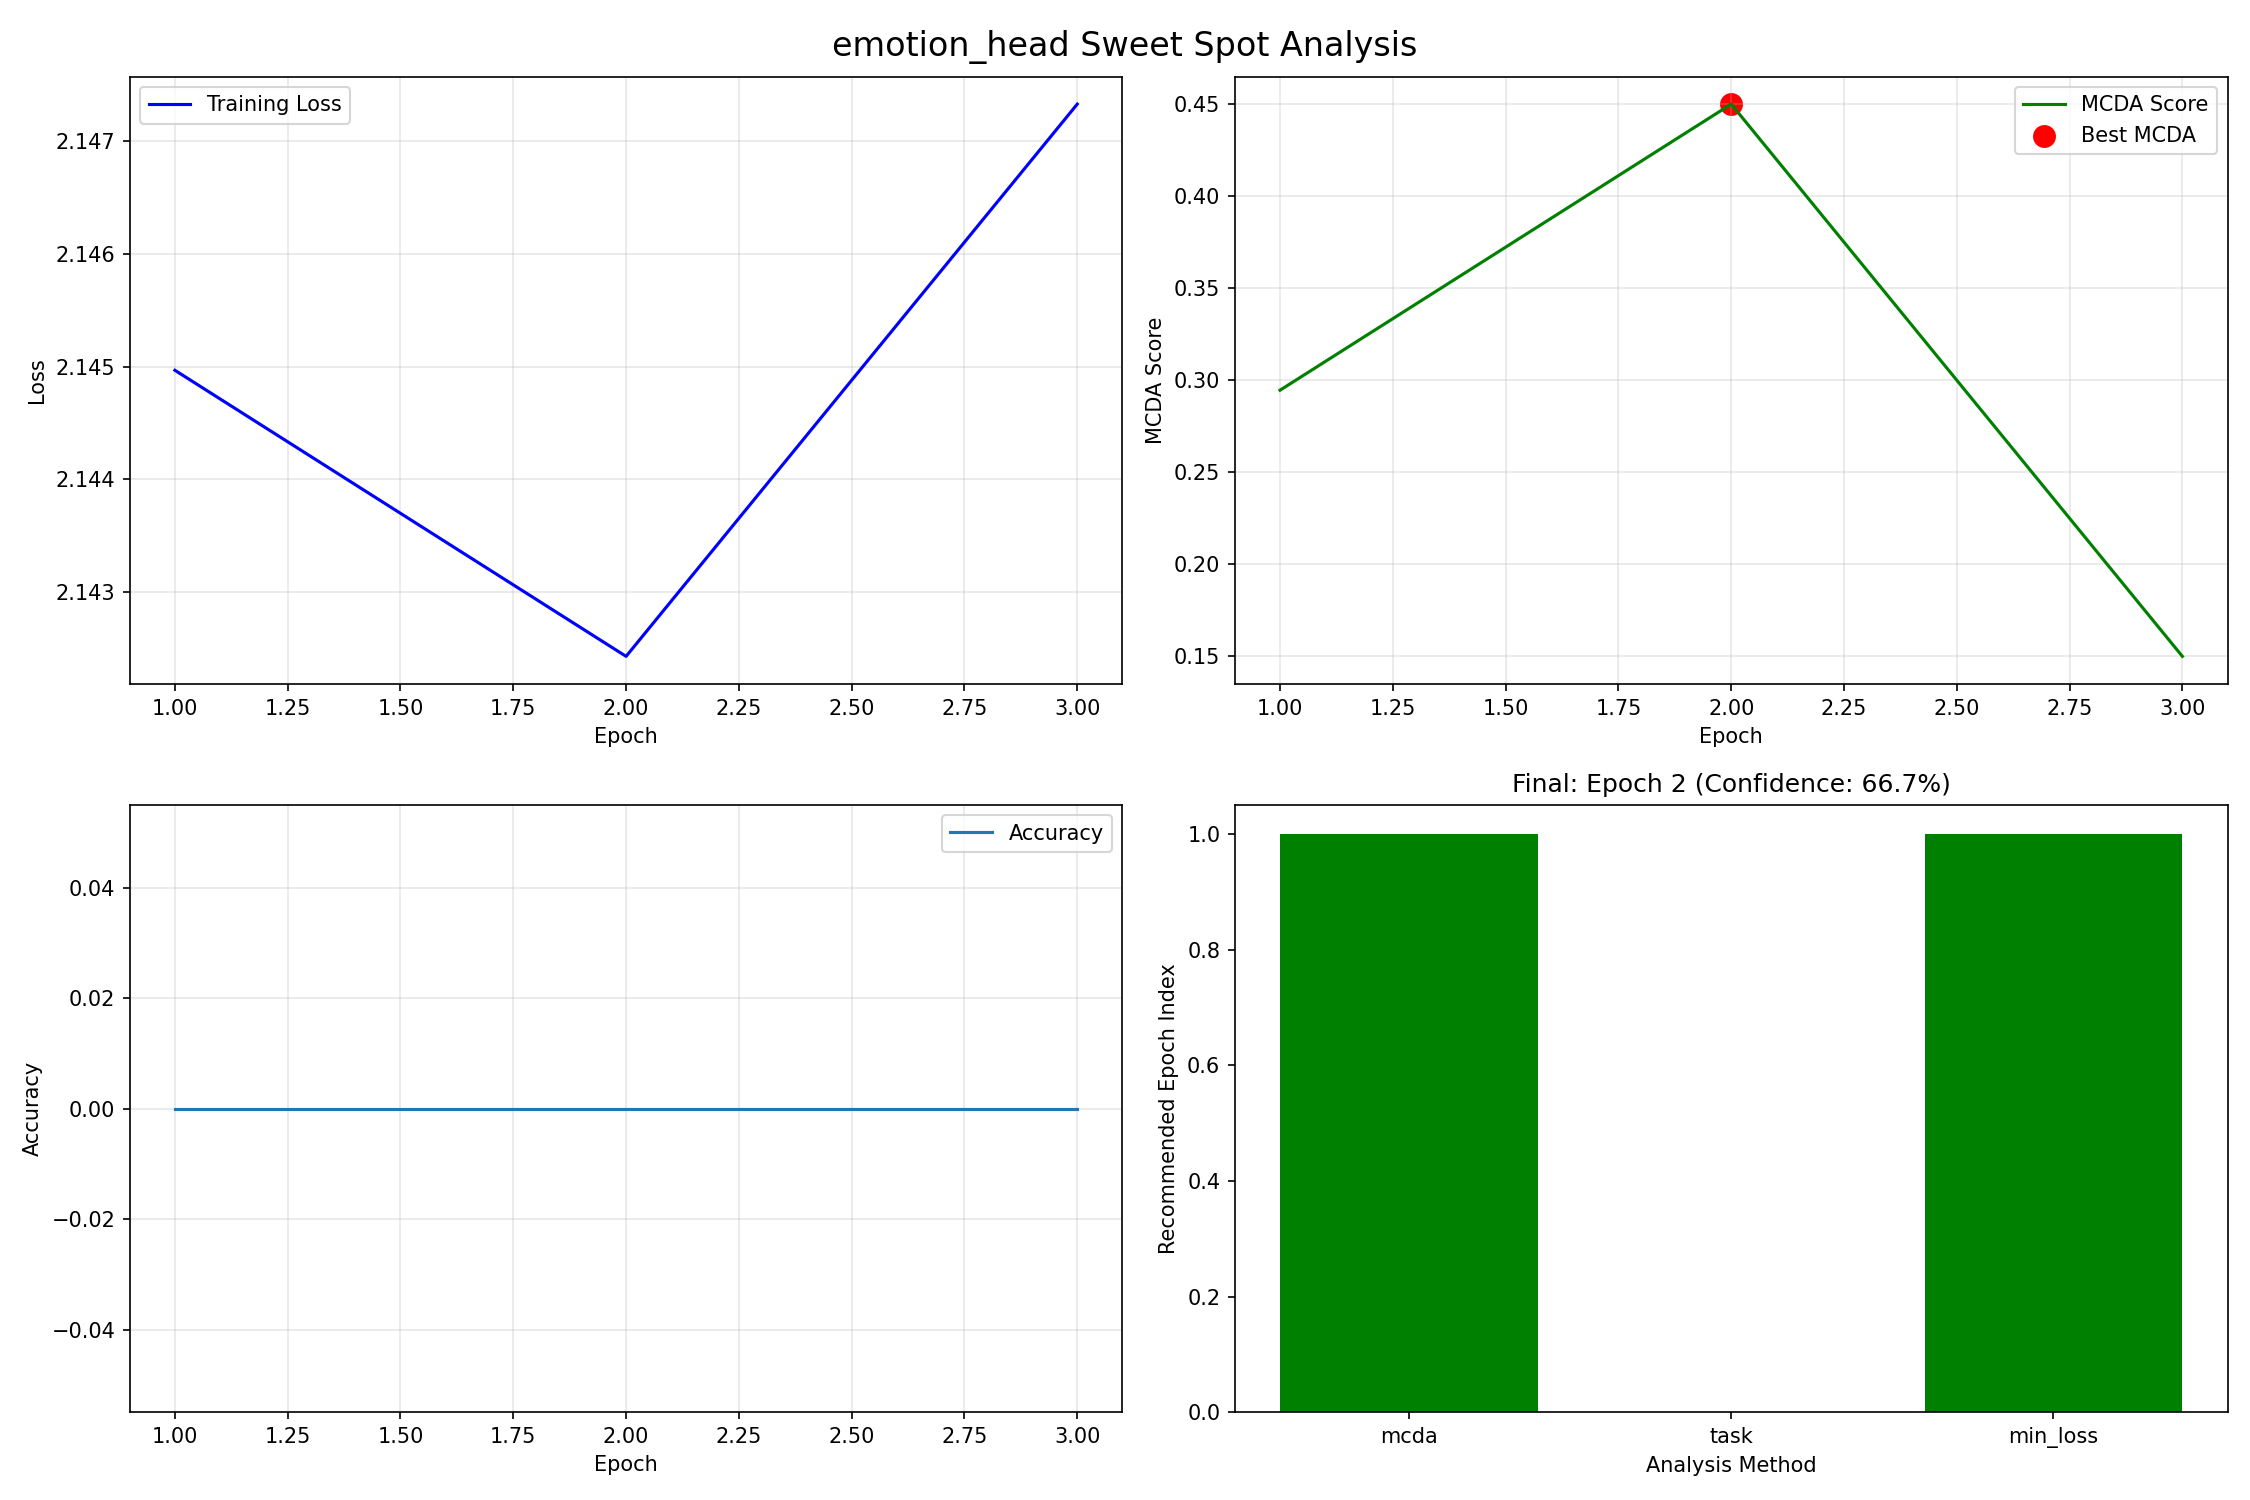 emotion_head Sweet Spot Analysis
Training Loss
2.147
2.146
2.145
2.144
2.143
Loss
1.00 1.25 1.50 1.75 2.00 2.25 2.50 2.75 3.00
Epoch
MCDA Score
Best MCDA
0.45
0.40
0.35
0.30
0.25
0.20
0.15
MCDA Score
1.00 1.25 1.50 1.75 2.00 2.25 2.50 2.75 3.00
Epoch
Accuracy
0.04
0.02
0.00
−0.02
−0.04
Accuracy
1.00 1.25 1.50 1.75 2.00 2.25 2.50 2.75 3.00
Epoch
Final: Epoch 2 (Confidence: 66.7%)
1.0
0.8
0.6
0.4
0.2
0.0
Recommended Epoch Index
mcda task min_loss
Analysis Method